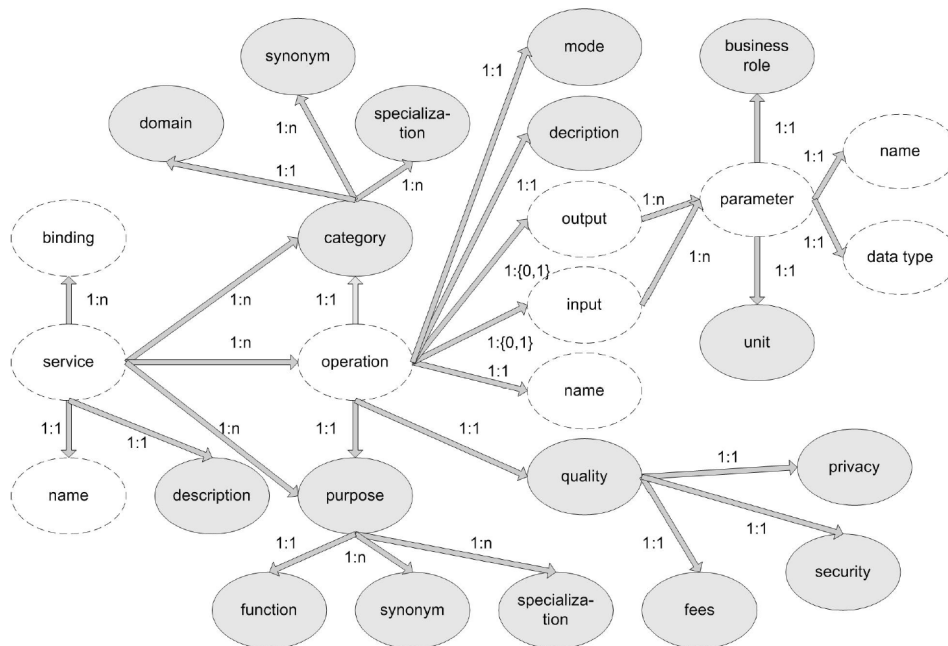 mode
business
role
synonym
1:1
specializa-
tion
domain
1:n
decription
1:1
1:1
name
1:1
1:n
1:1
output
1:n
parameter
binding
category
1:1
data type
1:n
1:{0,1}
input
1:n
1:1
1:n
1:1
1:{0,1}
unit
service
1:n
operation
1:1
name
1:1
1:1
1:n
1:1
1:1
name
description
purpose
quality
1:1
privacy
1:1
1:1
1:n
1:n
1:1
security
function
synonym
specializa-
tion
fees